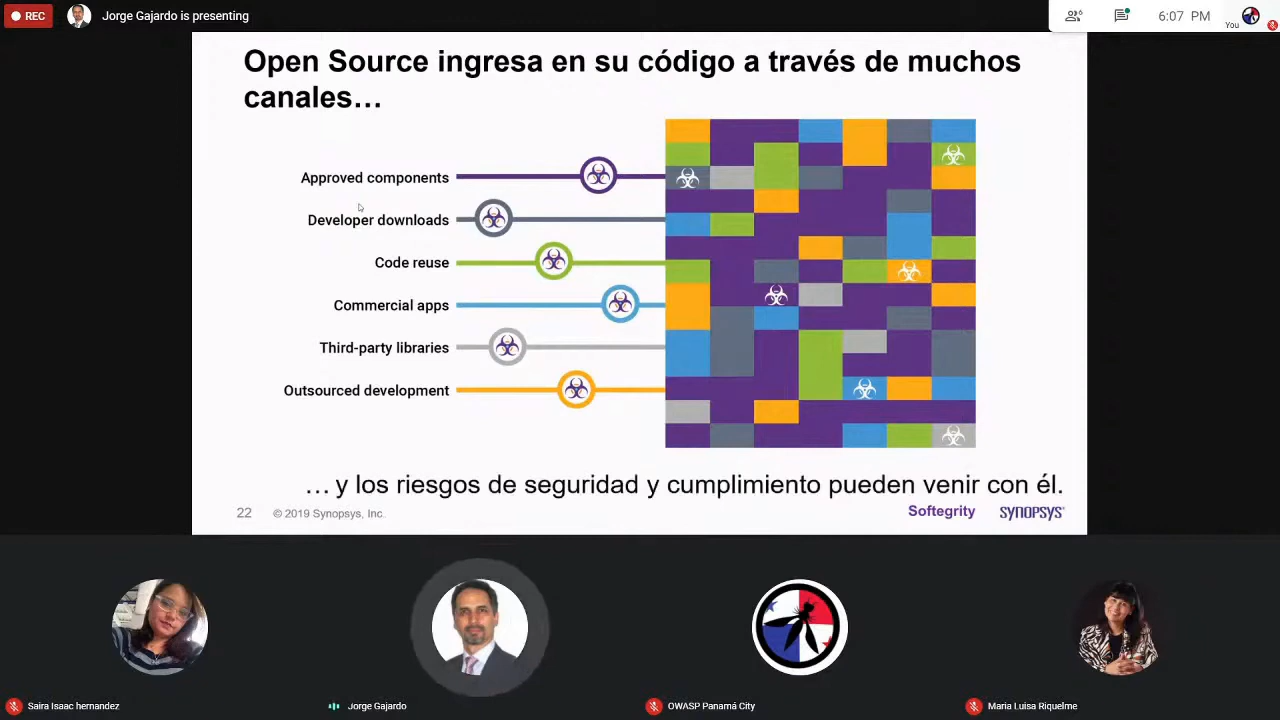 REC
Jorge Gajardo is presenting
6
6:07 PM
You
Open Source ingresa en su código a través de muchos
canales…
Approved components
Developer downloads
Code reuse
Commercial apps
Third-party libraries
Outsourced development
… y los riesgos de seguridad y cumplimiento pueden venir con él.
22
© 2019 Synopsys, Inc.
Softegrity
SYNOPSYS®
Saira Isaac hernandez
Jorge Gajardo
OWASP Panamá City
Maria Luisa Riquelme